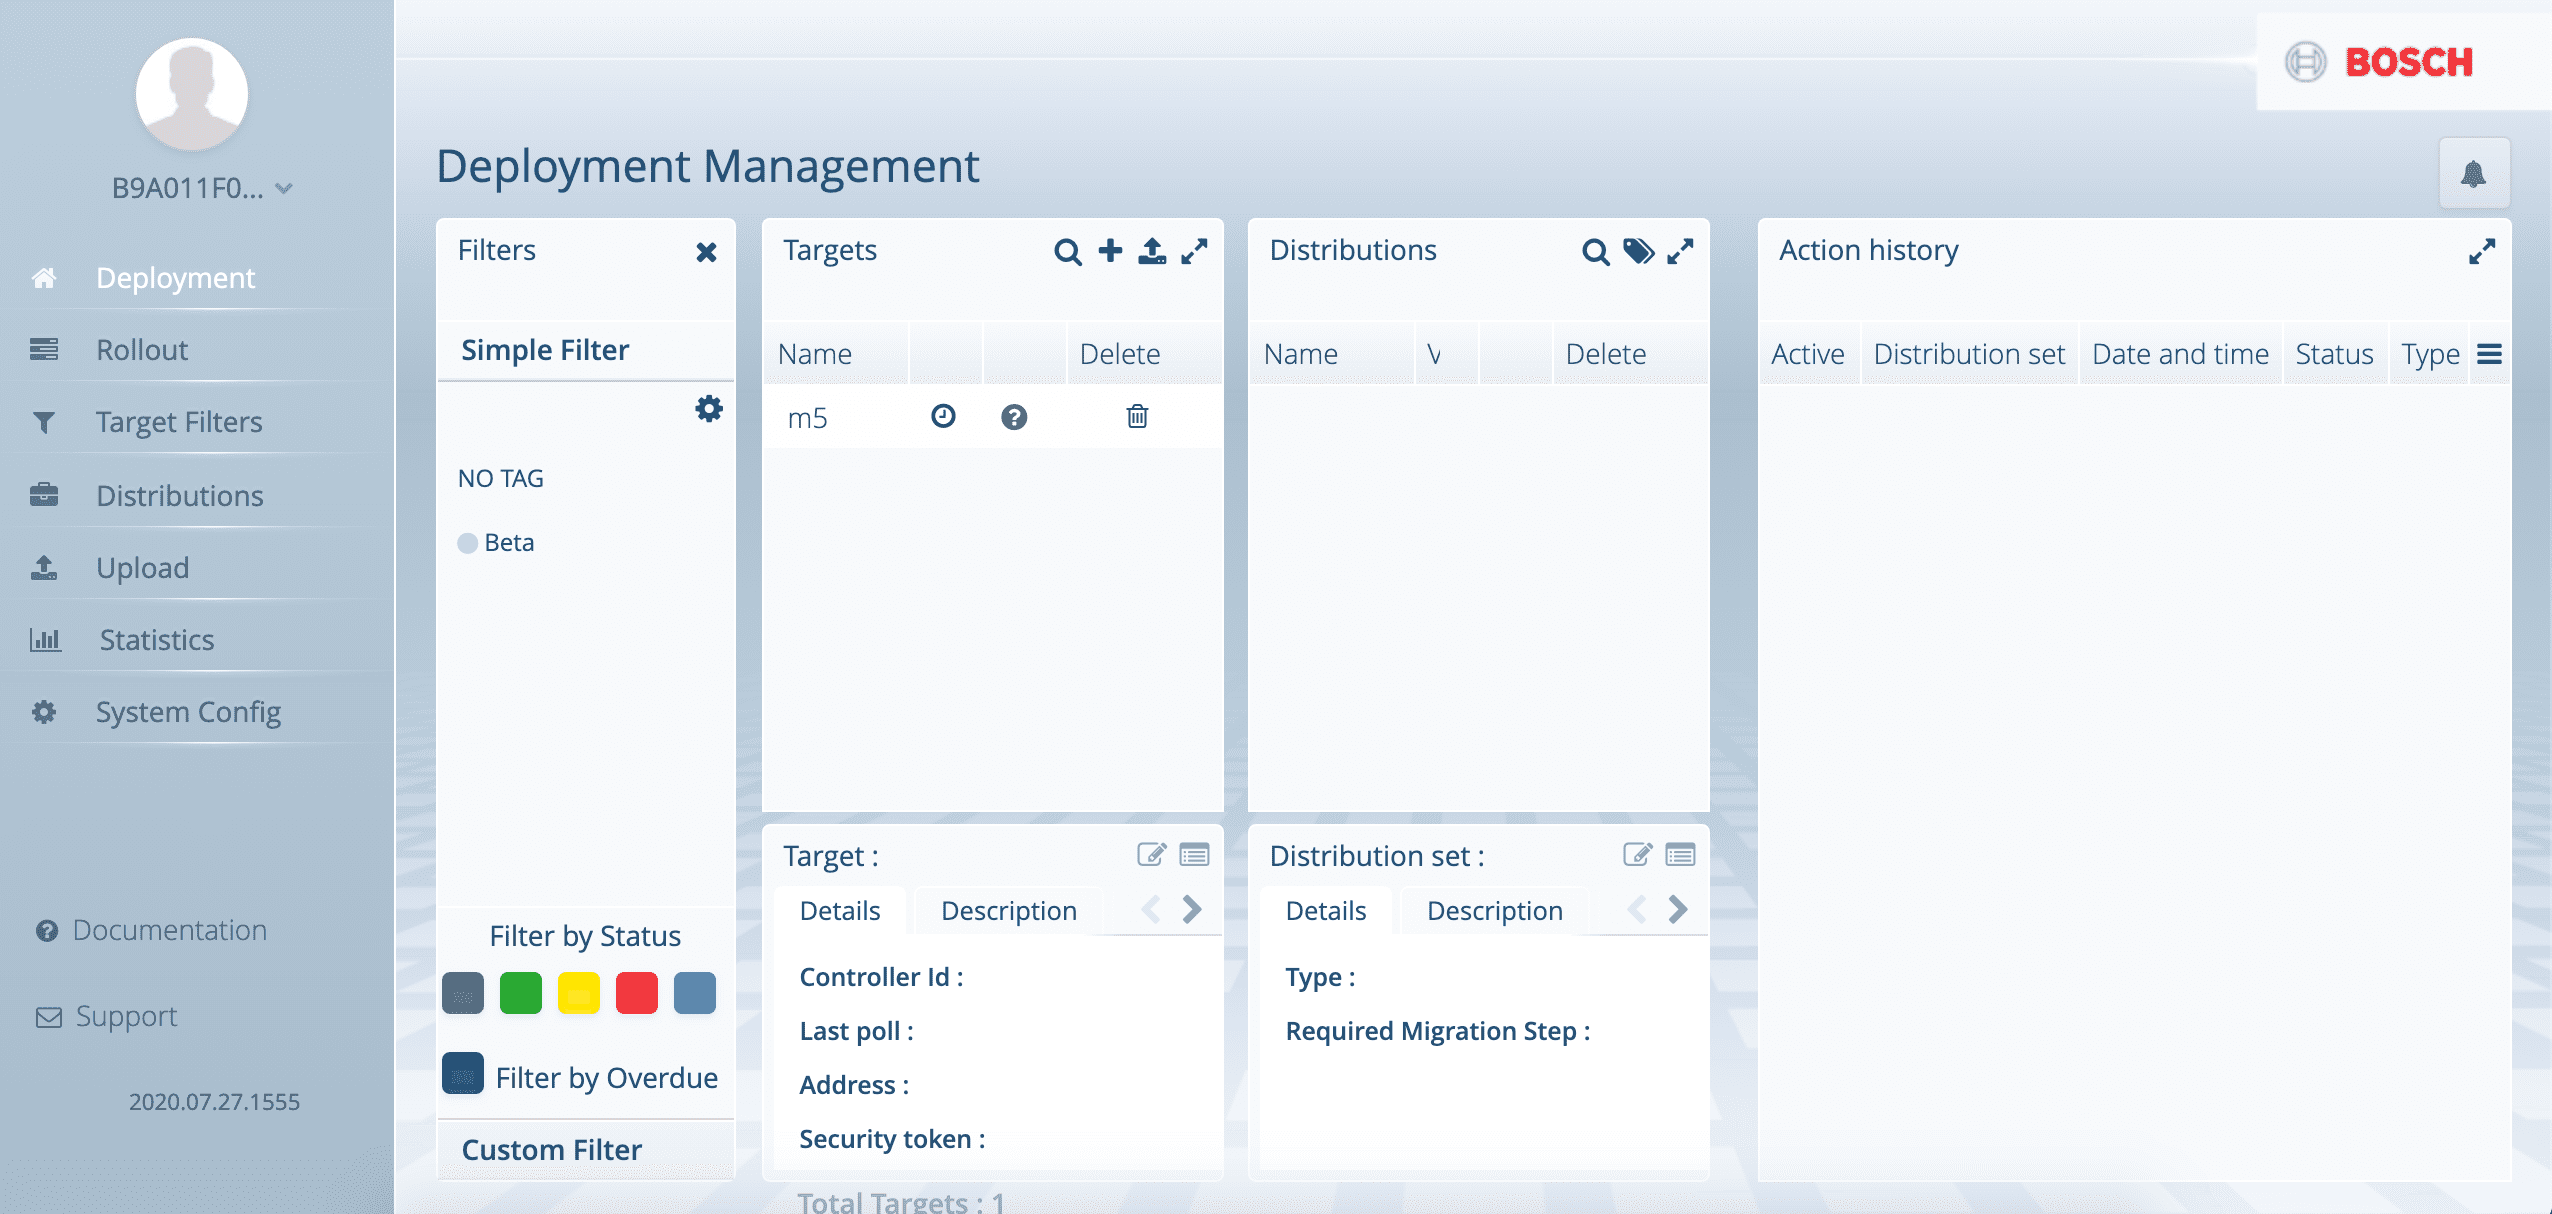 BOSCH
B9A011F0...
Deployment
Rollout
Target Filters
Distributions
Upload
Statistics
System Config
Documentation
Support
2020.07.27.1555
Deployment Management
Filters
Simple Filter
NO TAG
Beta
Filter by Status
Filter by Overdue
Custom Filter
Targets
Name Delete
m5
Target :
Details Description
Controller Id :
Last poll :
Address :
Security token :
Total Targets : 1
Distributions
Name V Delete
Distribution set :
Details Description
Type :
Required Migration Step :
Action history
Active Distribution set Date and time Status Type